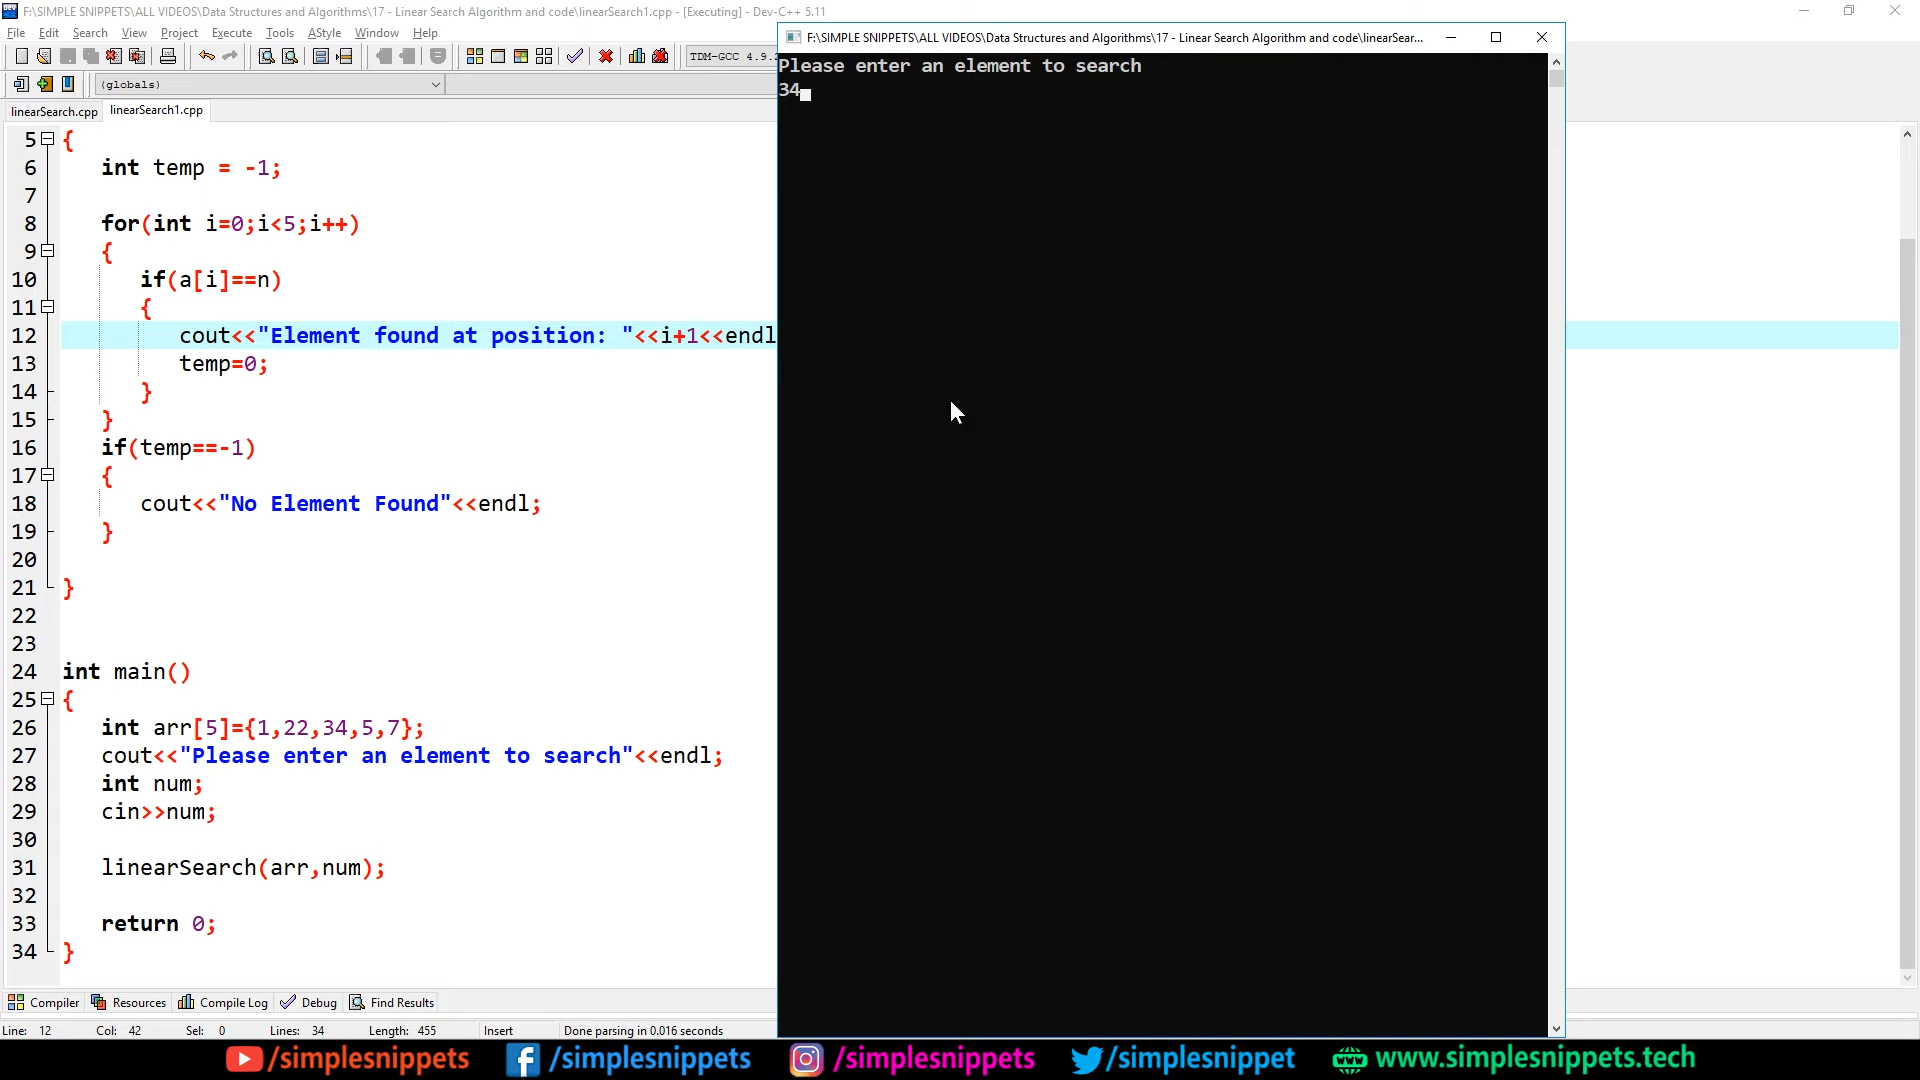 F:\SIMPLE SNIPPETS\ALL VIDEOS\Data Structures and Algorithms\17 - Linear Search Algorithm and code\linearSearch1.cpp - [Executing] - Dev-C++ 5.11
File Edit Search View Project Execute Tools AStyle Window Help
TDM-GCC 4.9.2
(globals)
linearSearch.cpp linearSearch1.cpp
5 {
6 int temp = -1;
7
8 for(int i=0;i<5;i++)
9 {
10 if(a[i]==n)
11 {
12 cout<<"Element found at position: "<<i+1<<endl
13 temp=0;
14 }
15 }
16 if(temp==-1)
17 {
18 cout<<"No Element Found"<<endl;
19 }
20
21 }
22
23
24 int main()
25 {
26 int arr[5]={1,22,34,5,7};
27 cout<<"Please enter an element to search"<<endl;
28 int num;
29 cin>>num;
30
31 linearSearch(arr,num);
32
33 return 0;
34 }
F:\SIMPLE SNIPPETS\ALL VIDEOS\Data Structures and Algorithms\17 - Linear Search Algorithm and code\linearSear...
Please enter an element to search
34
Compiler Resources Compile Log Debug Find Results
Line: 12 Col: 42 Sel: 0 Lines: 34 Length: 455 Insert Done parsing in 0.016 seconds
/simplesnippets /simplesnippets /simplesnippets /simplesnippets www.simplesnippets.tech